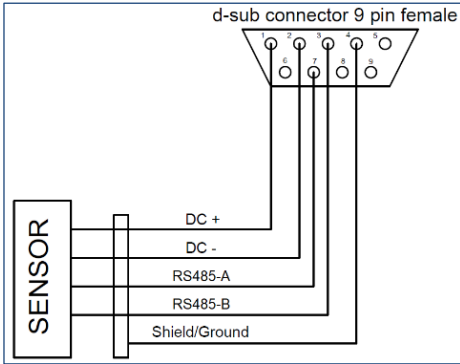 d-sub connector 9 pin female
1 2 3 4 5
6 7 8 9
SENSOR
DC +
DC -
RS485-A
RS485-B
Shield/Ground